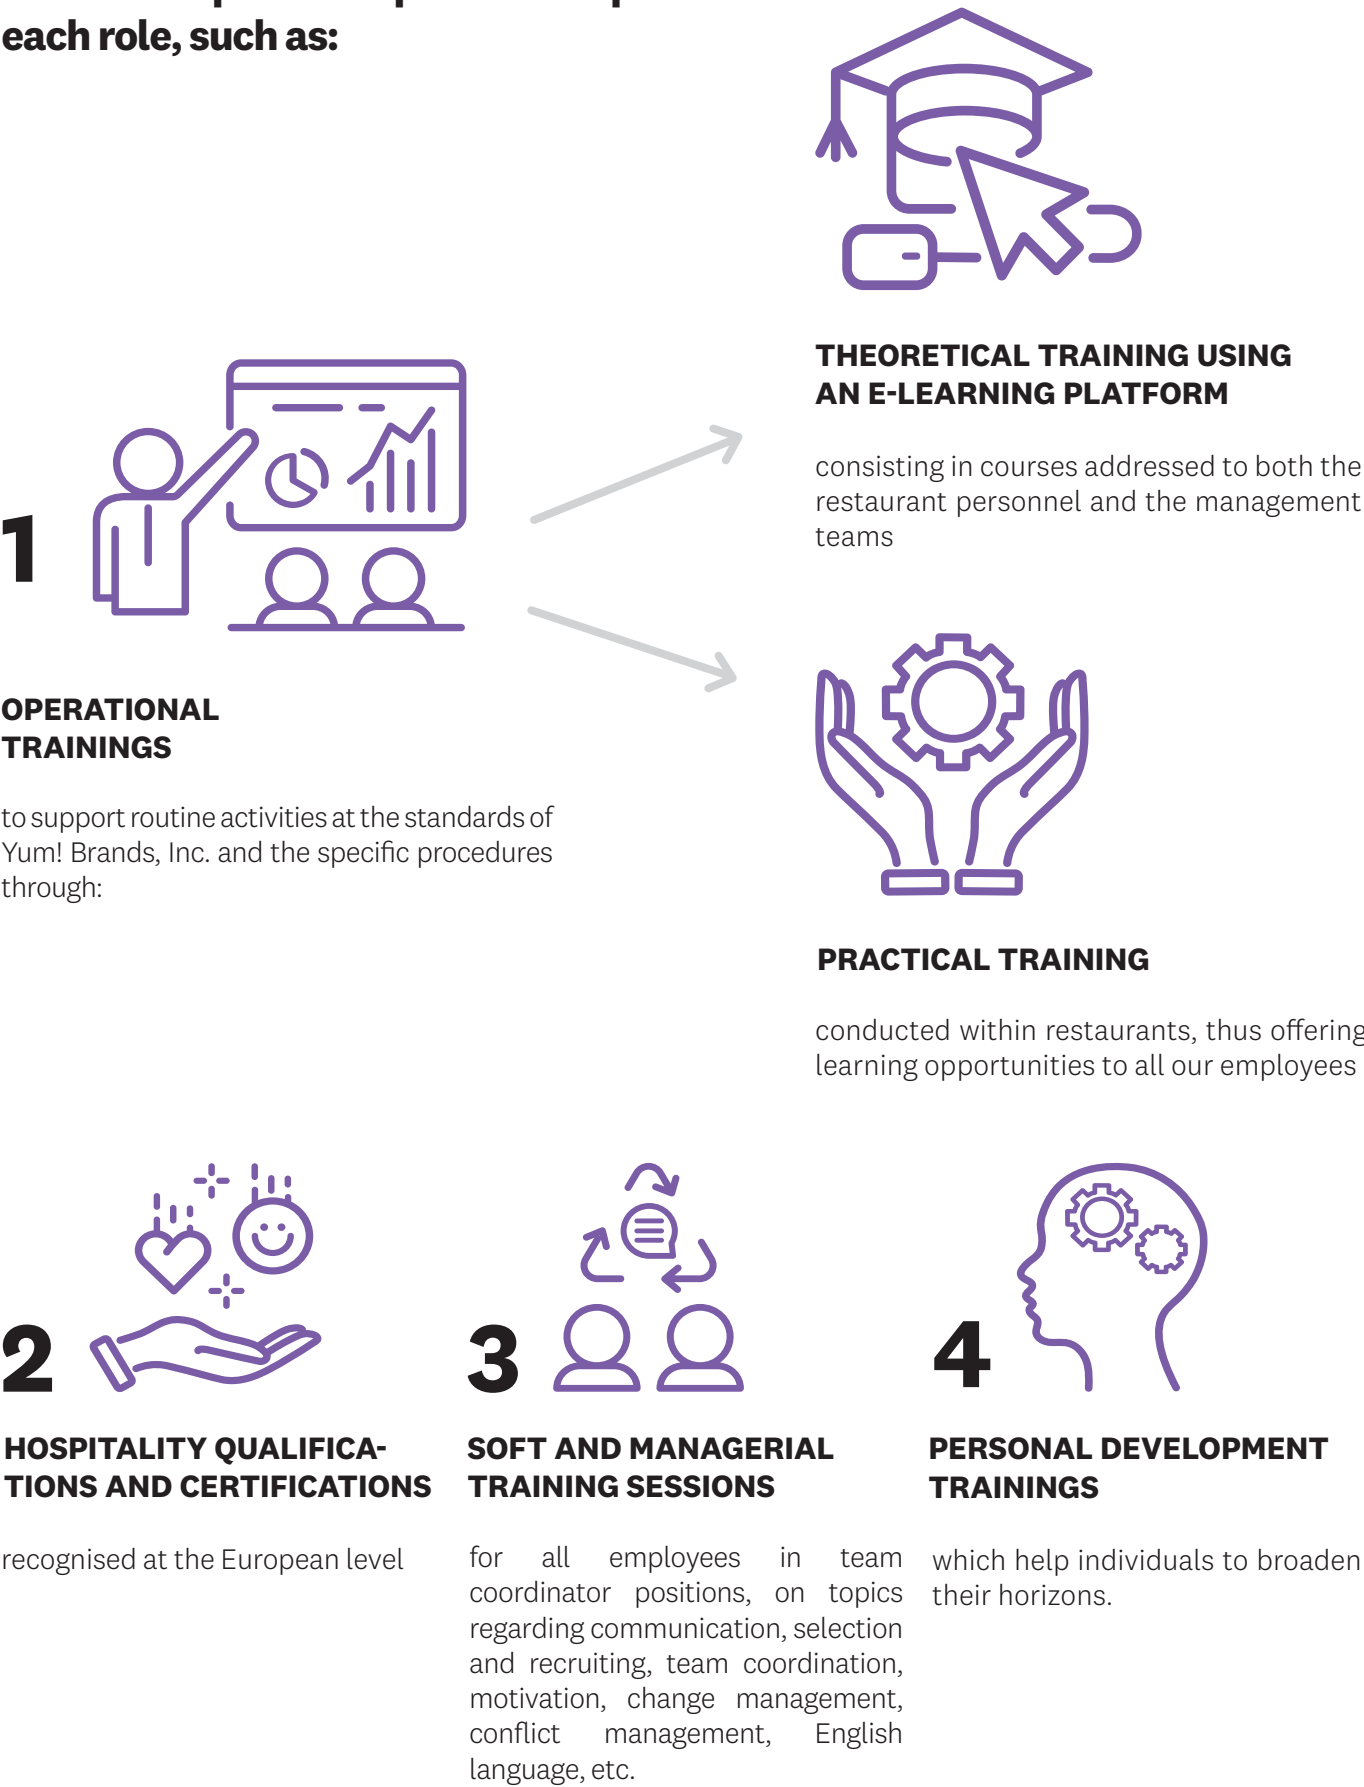 each role, such as:
THEORETICAL TRAINING USING
AN E-LEARNING PLATFORM
consisting in courses addressed to both the
restaurant personnel and the management
teams
1
OPERATIONAL
TRAININGS
to support routine activities at the standards of
Yum! Brands, Inc. and the specific procedures
through:
PRACTICAL TRAINING
conducted within restaurants, thus offering
learning opportunities to all our employees
2
HOSPITALITY QUALIFICA-
TIONS AND CERTIFICATIONS
recognised at the European level
3
SOFT AND MANAGERIAL
TRAINING SESSIONS
for all employees in team
coordinator positions, on topics
regarding communication, selection
and recruiting, team coordination,
motivation, change management,
conflict management, English
language, etc.
4
PERSONAL DEVELOPMENT
TRAININGS
which help individuals to broaden
their horizons.